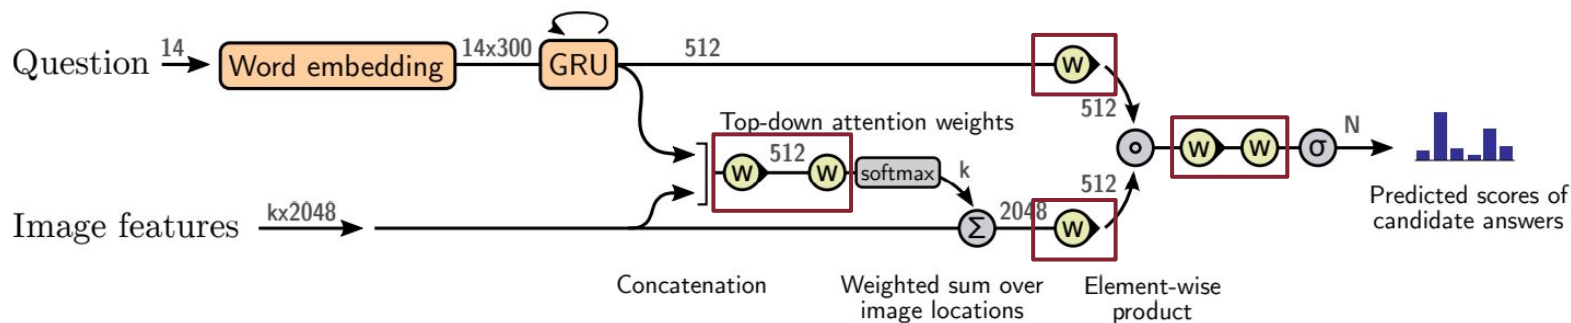 Question
14
Word embedding
14x300
GRU
512
w
512
Top-down attention weights
w
512
w
softmax
k
w
w
σ
N
Image features
kx2048
Σ
2048
w
512
Concatenation
Weighted sum over
image locations
Element-wise
product
Predicted scores of
candidate answers